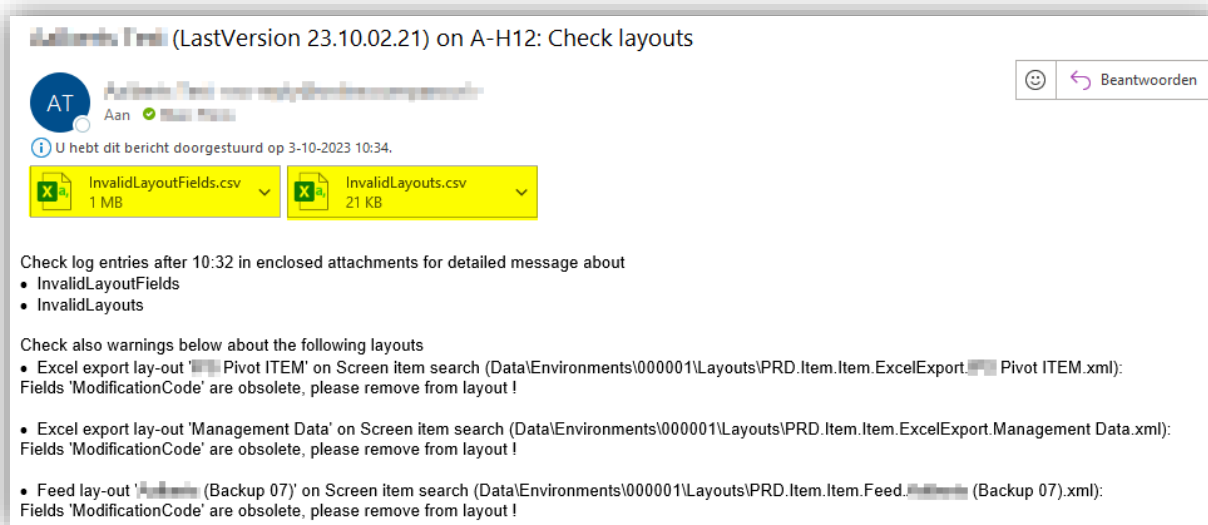 (LastVersion 23.10.02.21) on A-H12: Check layouts
Beantwoorden
AT
Aan
U hebt dit bericht doorgestuurd op 3-10-2023 10:34.
InvalidLayoutFields.csv
1 MB
InvalidLayouts.csv
21 KB
Check log entries after 10:32 in enclosed attachments for detailed message about
• InvalidLayoutFields
• InvalidLayouts
Check also warnings below about the following layouts
• Excel export lay-out ' Pivot ITEM' on Screen item search (Data\Environments\000001\Layouts\PRD.Item.Item.ExcelExport. Pivot ITEM.xml):
Fields 'ModificationCode' are obsolete, please remove from layout !
• Excel export lay-out 'Management Data' on Screen item search (Data\Environments\000001\Layouts\PRD.Item.Item.ExcelExport.Management Data.xml):
Fields 'ModificationCode' are obsolete, please remove from layout !
• Feed lay-out ' (Backup 07)' on Screen item search (Data\Environments\000001\Layouts\PRD.Item.Item.Feed. (Backup 07).xml):
Fields 'ModificationCode' are obsolete, please remove from layout !